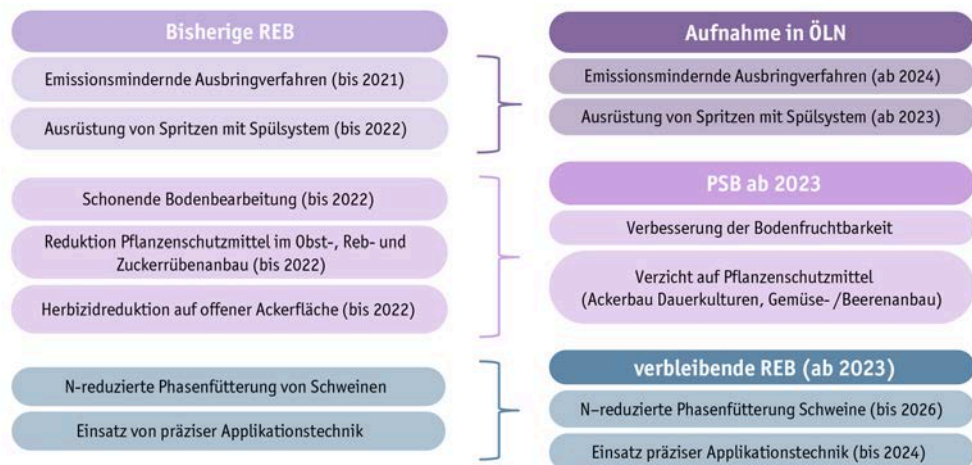 Bisherige REB
Emissionsmindernde Ausbringverfahren (bis 2021)
Ausrüstung von Spritzen mit Spülsystem (bis 2022)
Schonende Bodenbearbeitung (bis 2022)
Reduktion Pflanzenschutzmittel im Obst-, Reb- und
Zuckerrübenanbau (bis 2022)
Herbizidreduktion auf offener Ackerfläche (bis 2022)
N-reduzierte Phasenfütterung von Schweinen
Einsatz von präziser Applikationstechnik
Aufnahme in ÖLN
Emissionsmindernde Ausbringverfahren (ab 2024)
Ausrüstung von Spritzen mit Spülsystem (ab 2023)
PSB ab 2023
Verbesserung der Bodenfruchtbarkeit
Verzicht auf Pflanzenschutzmittel
(Ackerbau Dauerkulturen, Gemüse- /Beerenanbau)
verbleibende REB (ab 2023)
N–reduzierte Phasenfütterung Schweine (bis 2026)
Einsatz präziser Applikationstechnik (bis 2024)